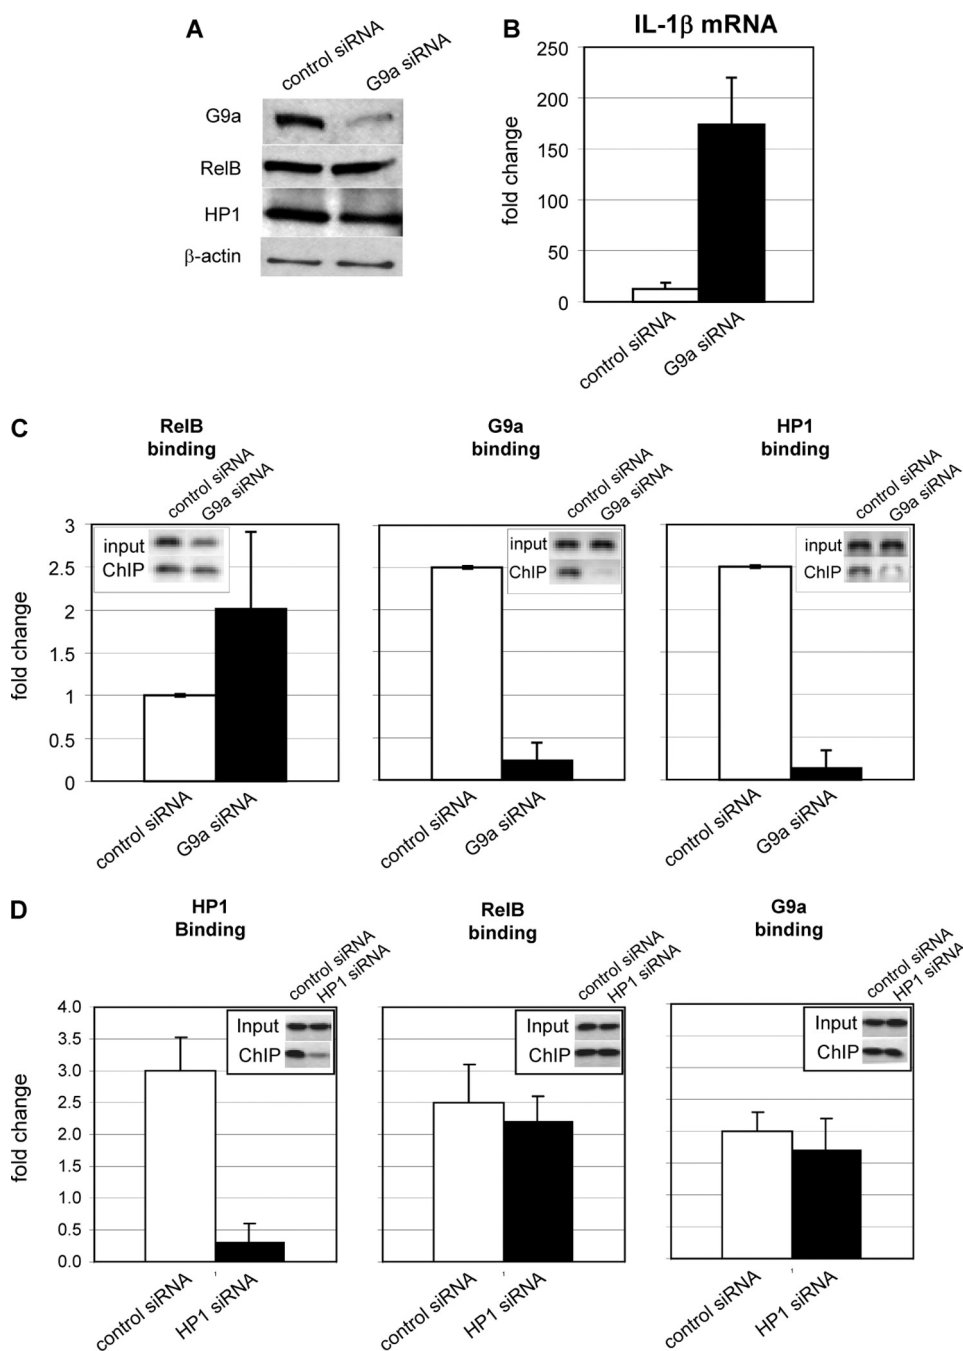 A
control siRNA
G9a siRNA
G9a
RelB
HP1
β-actin
B
IL-1β mRNA
fold change
250
200
150
100
50
0
control siRNA
G9a siRNA
C
RelB
binding
control siRNA
G9a siRNA
input
ChIP
fold change
3
2.5
2
1.5
1
0.5
0
control siRNA
G9a siRNA
G9a
binding
control siRNA
G9a siRNA
input
ChIP
control siRNA
G9a siRNA
HP1
binding
control siRNA
G9a siRNA
input
ChIP
control siRNA
G9a siRNA
D
HP1
Binding
control siRNA
HP1 siRNA
Input
ChIP
fold change
4.0
3.5
3.0
2.5
2.0
1.5
1.0
0.5
0.0
control siRNA
HP1 siRNA
RelB
binding
control siRNA
HP1 siRNA
Input
ChIP
control siRNA
HP1 siRNA
G9a
binding
control siRNA
HP1 siRNA
Input
ChIP
control siRNA
HP1 siRNA